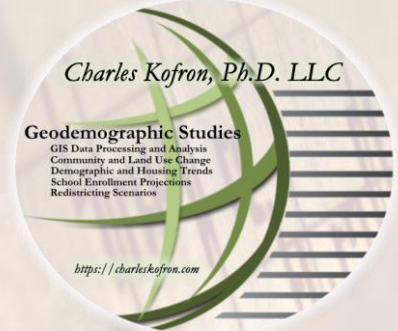 Charles Kofron, Ph.D. LLC
Geodemographic Studies
GIS Data Processing and Analysis
Community and Land Use Change
Demographic and Housing Trends
School Enrollment Projections
Redistricting Scenarios
https://charleskofron.com